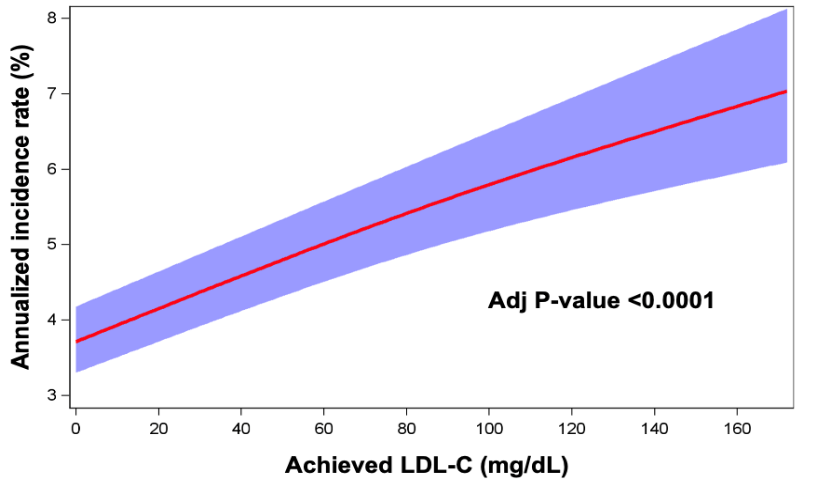 8
7
6
5
4
3
Annualized incidence rate (%)
Adj P-value <0.0001
0 20 40 60 80 100 120 140 160
Achieved LDL-C (mg/dL)